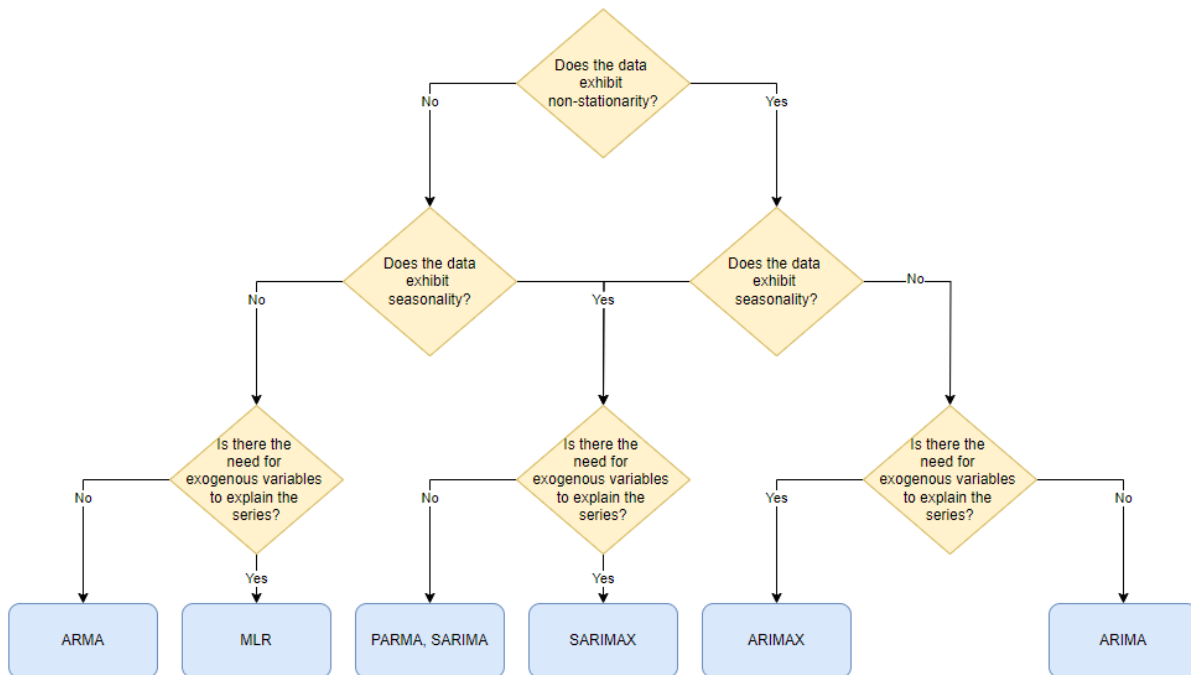 Does the data
exhibit
non-stationarity?
No
Yes
Does the data
exhibit
seasonality?
Does the data
exhibit
seasonality?
No
Yes
No
Is there the
need for
exogenous variables
to explain the
series?
Is there the
need for
exogenous variables
to explain the
series?
Is there the
need for
exogenous variables
to explain the
series?
No
No
Yes
No
Yes
Yes
ARMA
MLR
PARMA, SARIMA
SARIMAX
ARIMAX
ARIMA